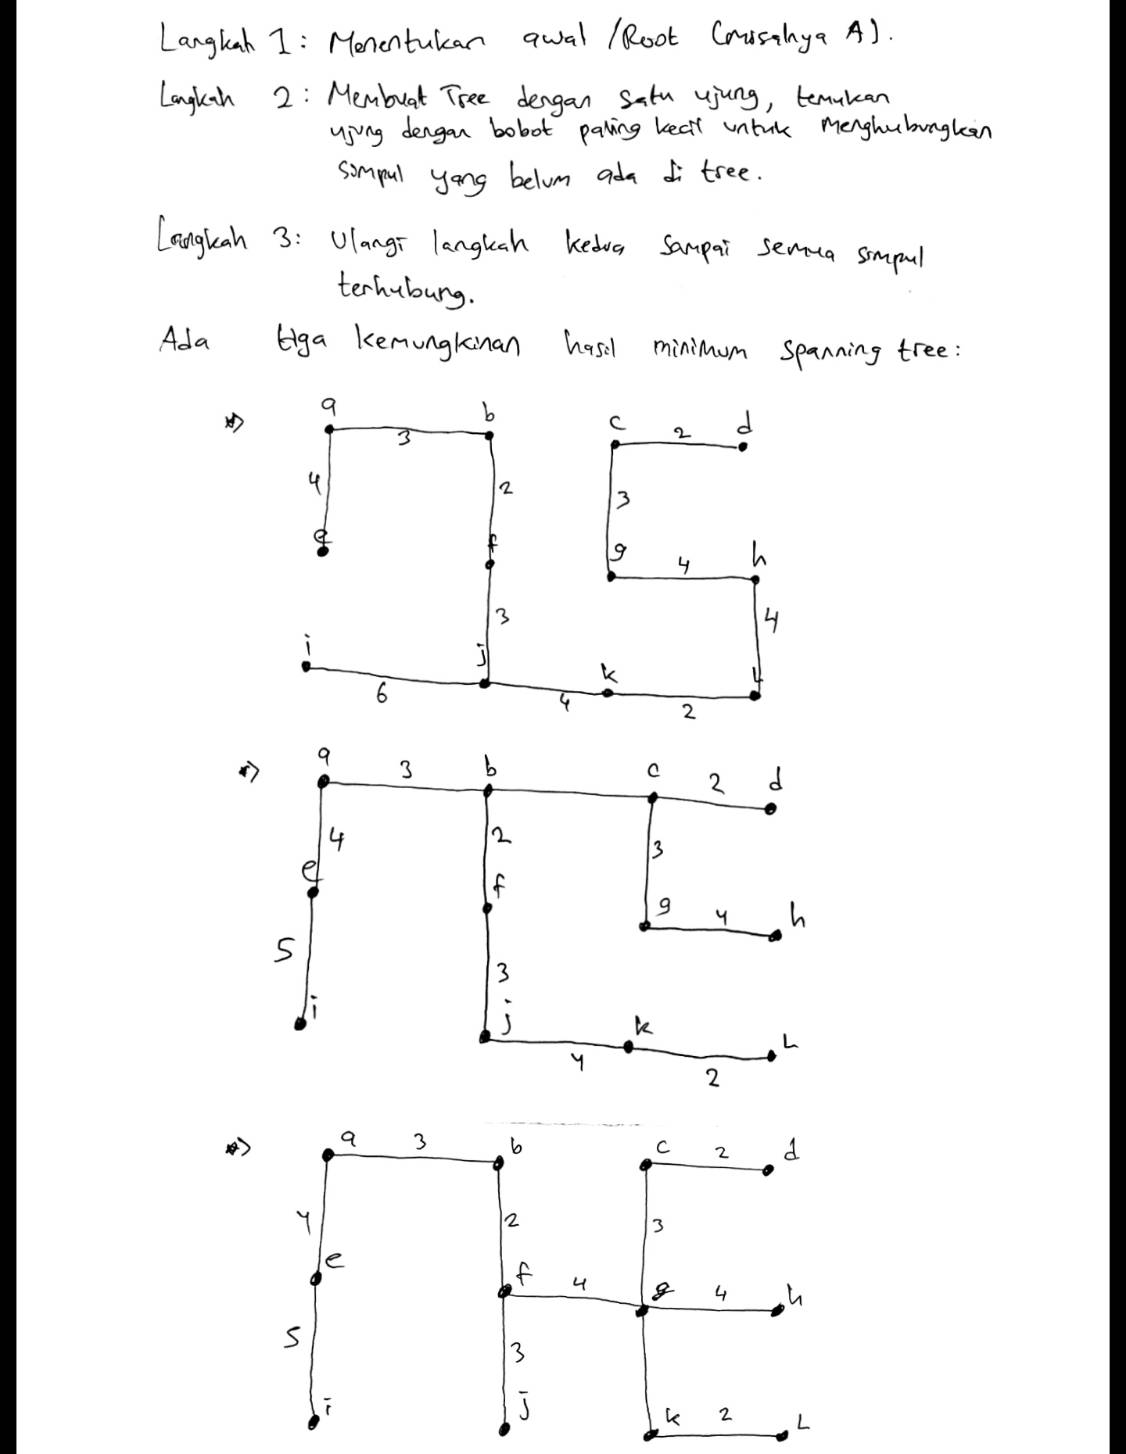 Langkah 1: Menentukan awal /Root (misalnya A).
Langkah 2: Membuat Tree dengan satu ujung, temukan
ujung dengan bobot paling kecil untuk menghubungkan
simpul yang belum ada di tree.
Langkah 3: Ulangi langkah kedua sampai semua simpul
terhubung.
Ada tiga kemungkinan hasil minimum spanning tree:
a b c d
3 2
4 2 3
e f g 4 h
3 4
i j k L
6 4 2
a 3 b c 2 d
4 2 3
e f g 4 h
5 3
i j k L
4 2
a 3 b c 2 d
4 2 3
e f 4 g 4 h
5 3
i j k 2 L